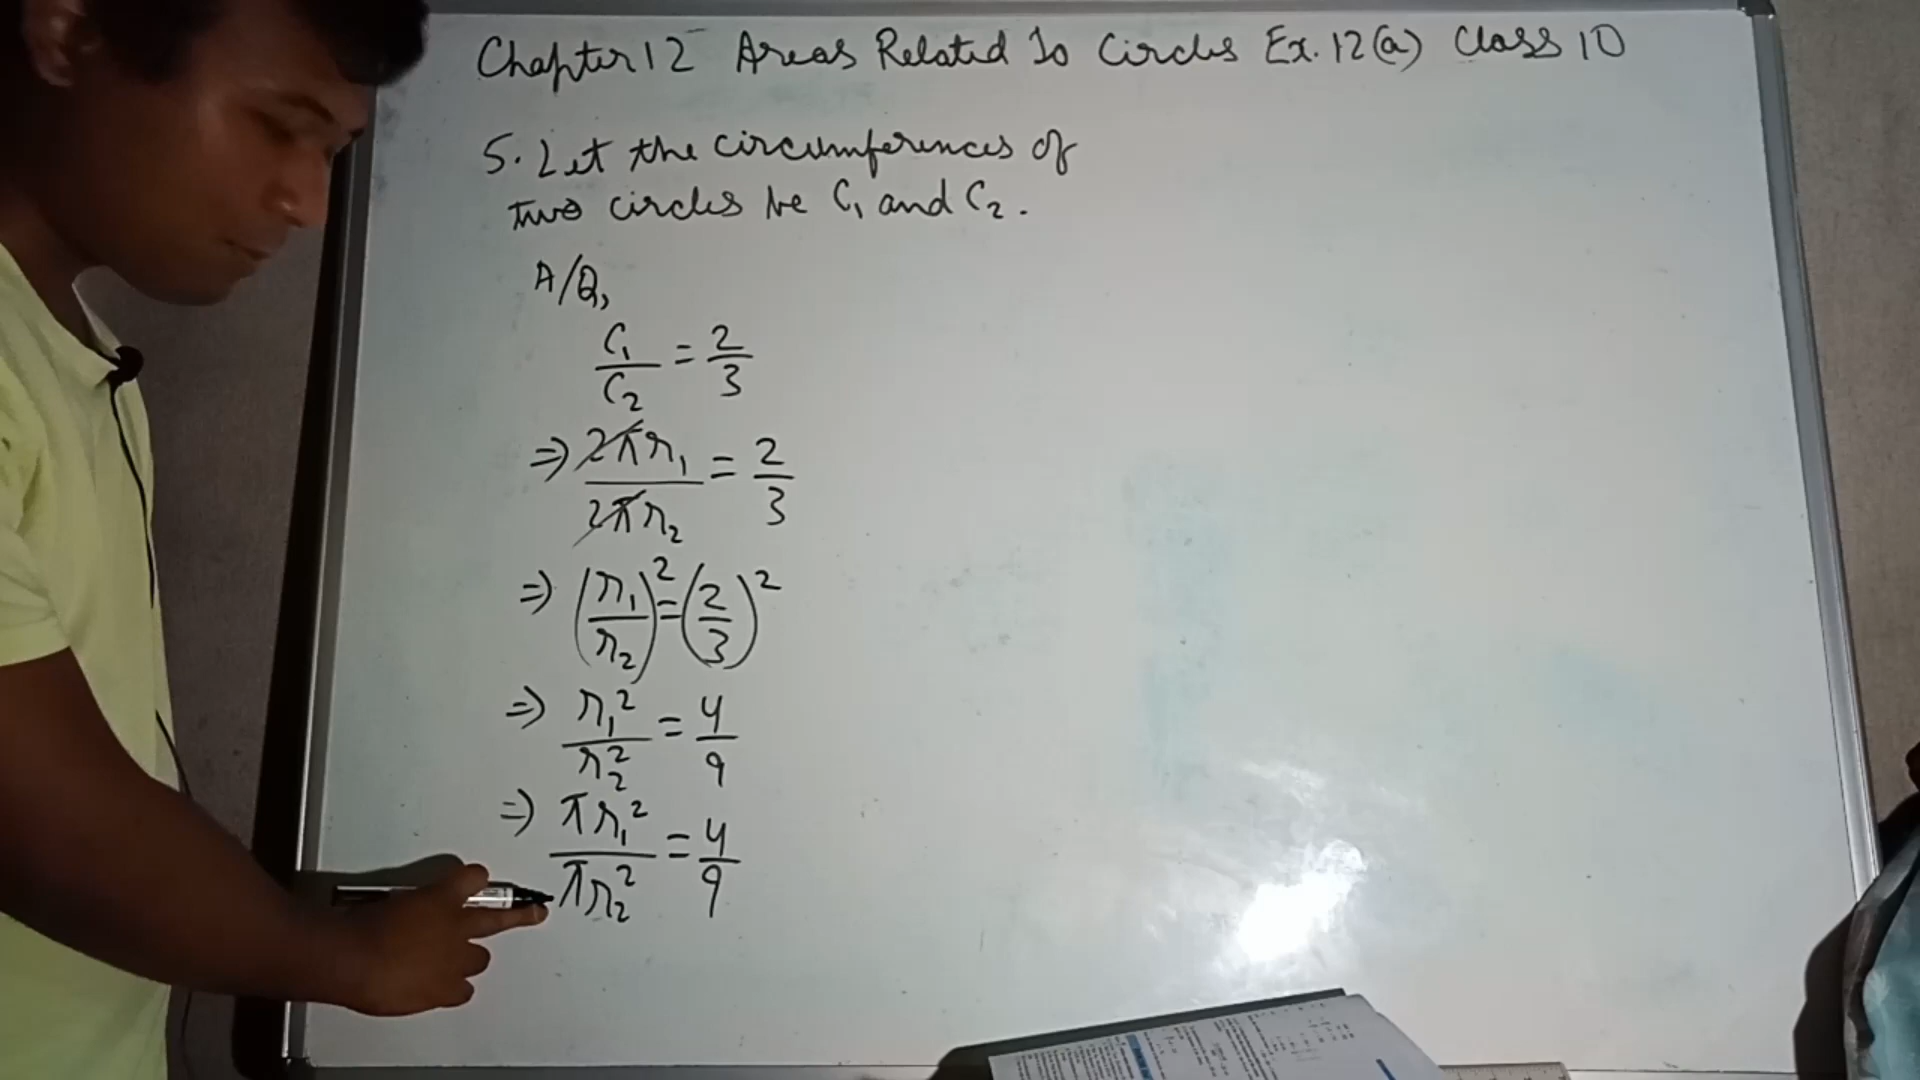 Chapter 12 Areas Related To Circles Ex. 12(a) Class 10
5. Let the circumferences of
two circles be C₁ and C₂.
A/Q,
C₁/C₂ = 2/3
⇒ 2πr₁/2πr₂ = 2/3
⇒ (r₁/r₂)² = (2/3)²
⇒ r₁²/r₂² = 4/9
⇒ πr₁²/πr₂² = 4/9